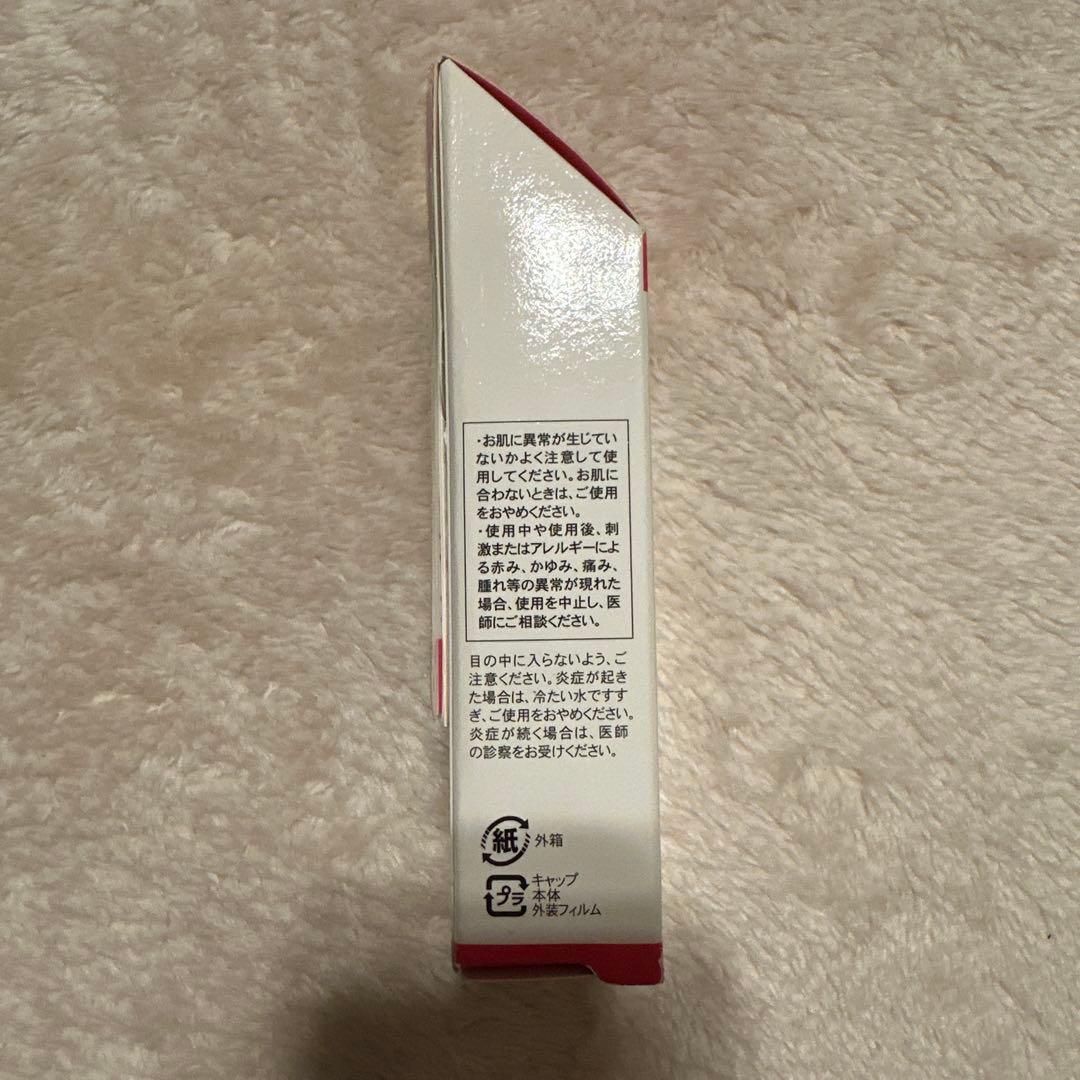 ・お肌に異常が生じてい
ないかよく注意して使
用してください。お肌に
合わないときは、ご使用
をおやめください。
・使用中や使用後、刺
激またはアレルギーによ
る赤み、かゆみ、痛み、
腫れ等の異常が現れた
場合、使用を中止し、医
師にご相談ください。
目の中に入らないよう、ご
注意ください。炎症が起き
た場合は、冷たい水ですす
ぎ、ご使用をおやめください。
炎症が続く場合は、医師
の診察をお受けください。
紙 外箱
プラ キャップ
本体
外装フィルム